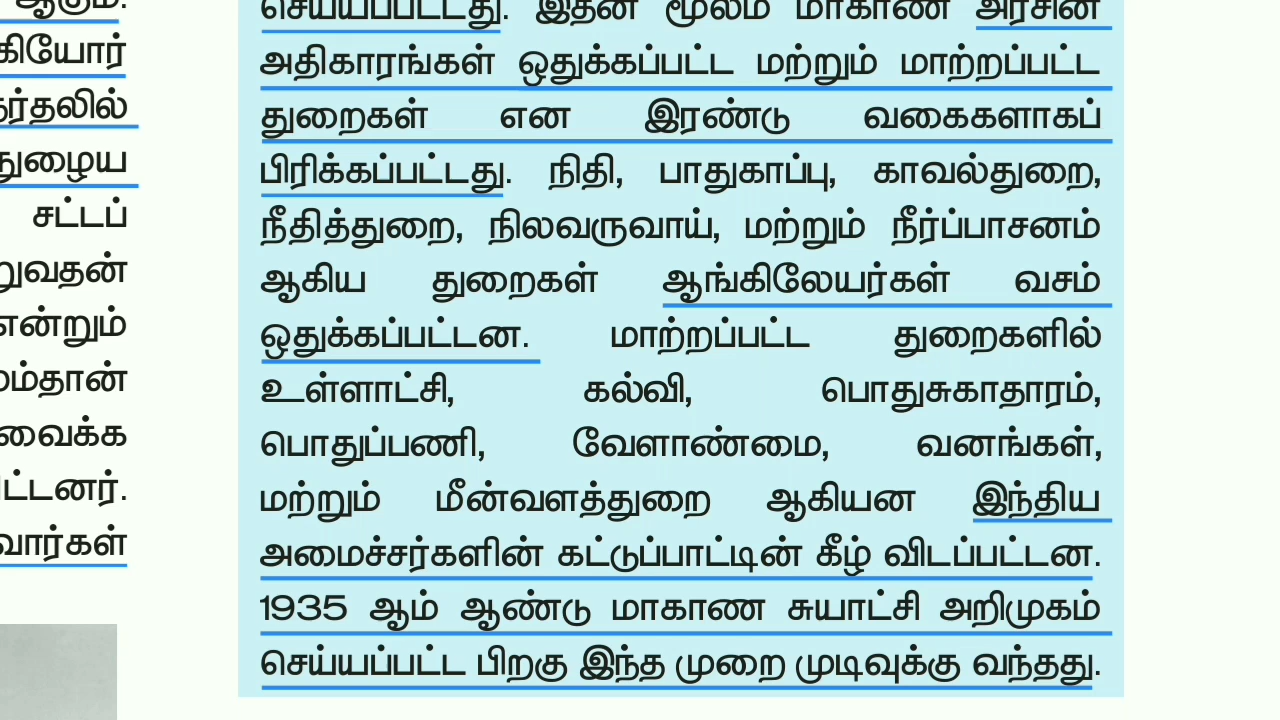 ஆகும்.
கியோர்
தர்தலில்
நுழைய
சட்டப்
றுவதன்
என்றும்
மம்தான்
வைக்க
ட்டனர்.
வார்கள்
செய்யப்பட்டது. இதன் மூலம் மாகாண அரசின்
அதிகாரங்கள் ஒதுக்கப்பட்ட மற்றும் மாற்றப்பட்ட
துறைகள் என இரண்டு வகைகளாகப்
பிரிக்கப்பட்டது. நிதி, பாதுகாப்பு, காவல்துறை,
நீதித்துறை, நிலவருவாய், மற்றும் நீர்ப்பாசனம்
ஆகிய துறைகள் ஆங்கிலேயர்கள் வசம்
ஒதுக்கப்பட்டன. மாற்றப்பட்ட துறைகளில்
உள்ளாட்சி, கல்வி, பொதுசுகாதாரம்,
பொதுப்பணி, வேளாண்மை, வனங்கள்,
மற்றும் மீன்வளத்துறை ஆகியன இந்திய
அமைச்சர்களின் கட்டுப்பாட்டின் கீழ் விடப்பட்டன.
1935 ஆம் ஆண்டு மாகாண சுயாட்சி அறிமுகம்
செய்யப்பட்ட பிறகு இந்த முறை முடிவுக்கு வந்தது.